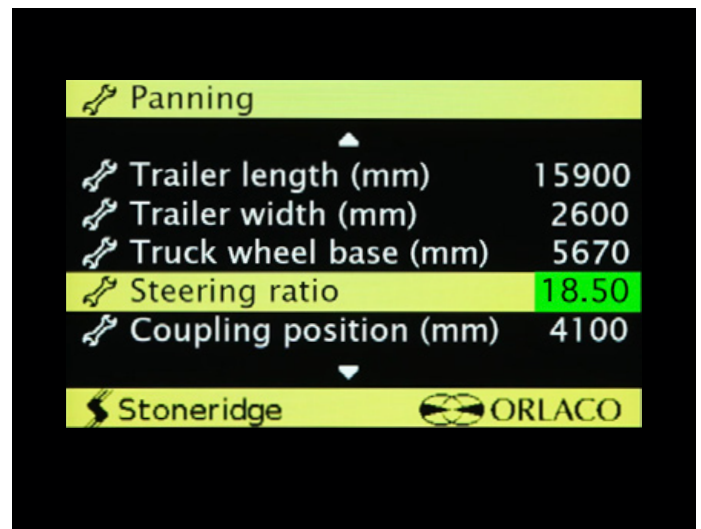 Panning
Trailer length (mm) 15900
Trailer width (mm) 2600
Truck wheel base (mm) 5670
Steering ratio 18.50
Coupling position (mm) 4100
Stoneridge ORLACO